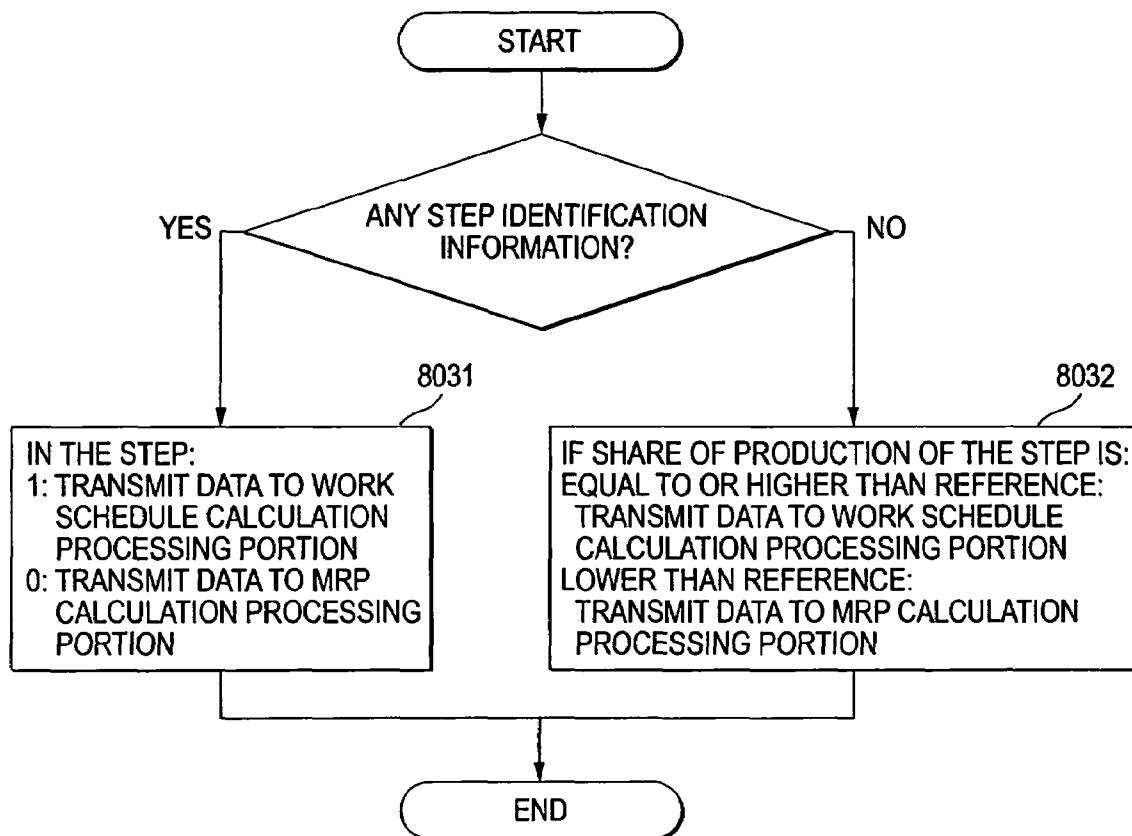 START
ANY STEP IDENTIFICATION
INFORMATION?
YES
NO
8031
IN THE STEP:
1: TRANSMIT DATA TO WORK
SCHEDULE CALCULATION
PROCESSING PORTION
0: TRANSMIT DATA TO MRP
CALCULATION PROCESSING
PORTION
8032
IF SHARE OF PRODUCTION OF THE STEP IS:
EQUAL TO OR HIGHER THAN REFERENCE:
TRANSMIT DATA TO WORK SCHEDULE
CALCULATION PROCESSING PORTION
LOWER THAN REFERENCE:
TRANSMIT DATA TO MRP CALCULATION
PROCESSING PORTION
END